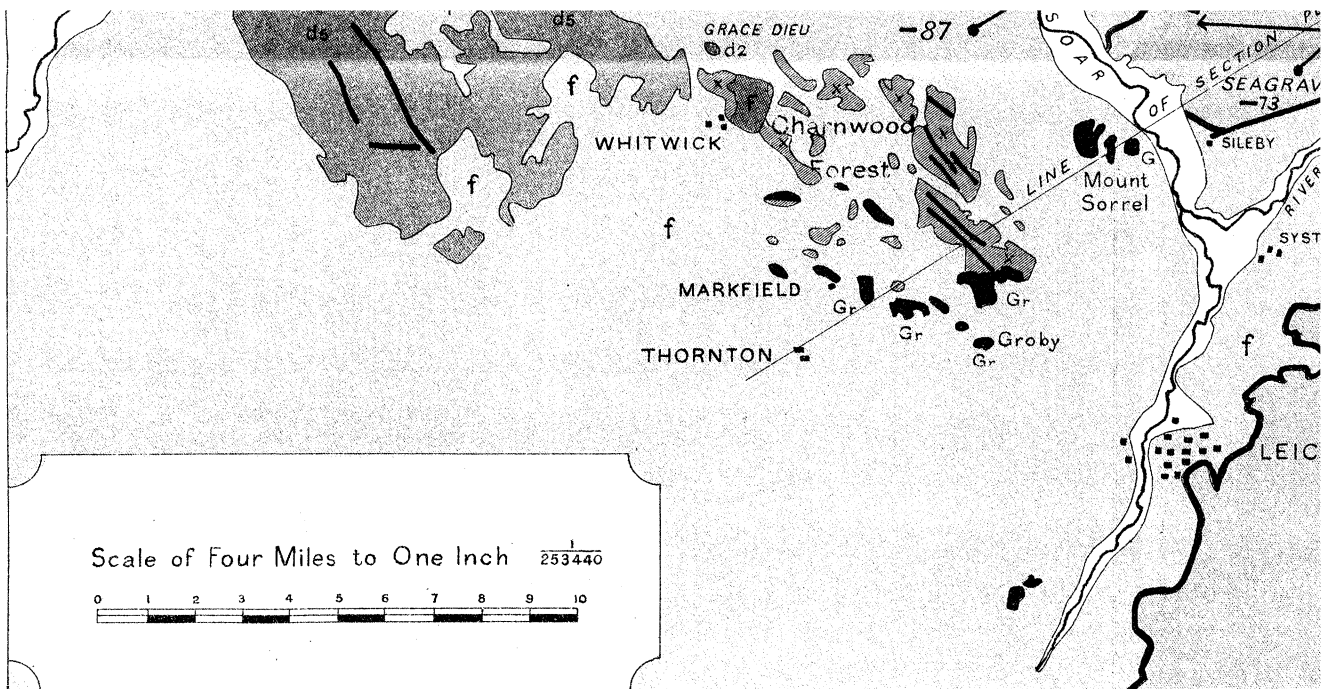 d5
d5
GRACE DIEU
d2
-87
SOAR
LINE OF SECTION
SEAGRAV
-73
f
F
WHITWICK
Charnwood
Forest
G
SILEBY
Mount
Sorrel
RIVER
f
f
SYST
MARKFIELD
Gr
Gr
Gr
Groby
Gr
THORNTON
f
LEIC
Scale of Four Miles to One Inch 1/253440
0 1 2 3 4 5 6 7 8 9 10